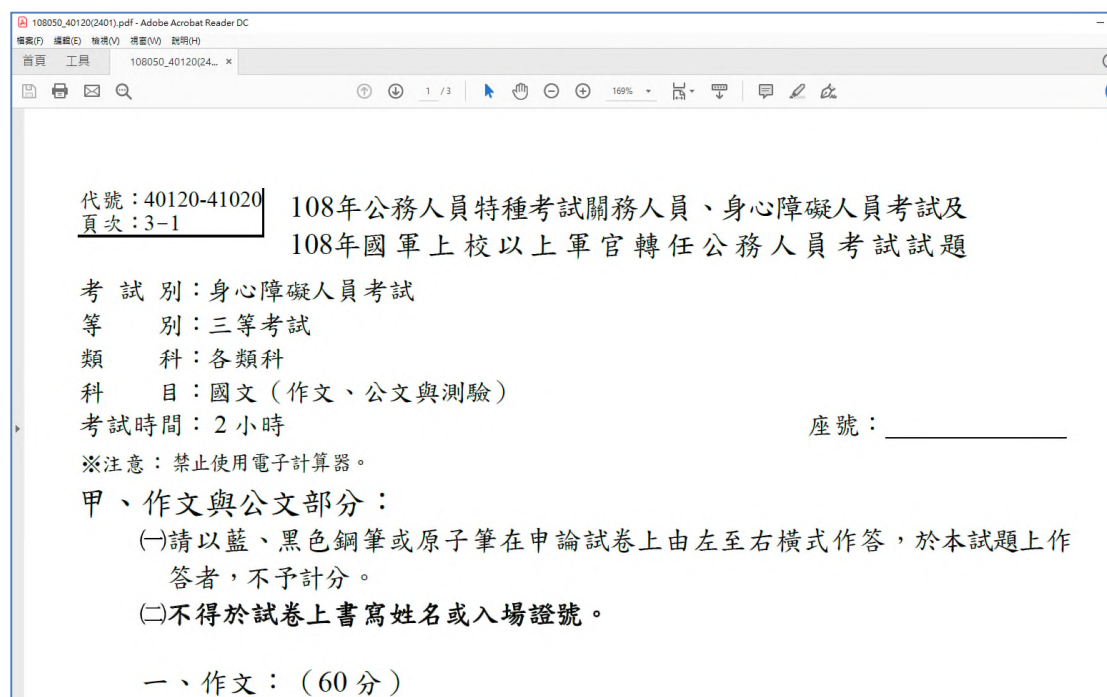 108050_40120(2401).pdf - Adobe Acrobat Reader DC
檔案(F) 編輯(E) 檢視(V) 視窗(W) 說明(H)
首頁 工具 108050_40120(24... ×
1 / 3 169%
代號：40120-41020
頁次：3-1
108年公務人員特種考試關務人員、身心障礙人員考試及
108年國軍上校以上軍官轉任公務人員考試試題
考試別：身心障礙人員考試
等別：三等考試
類科：各類科
科目：國文（作文、公文與測驗）
考試時間：2 小時 座號：
※注意：禁止使用電子計算器。
甲、作文與公文部分：
㈠請以藍、黑色鋼筆或原子筆在申論試卷上由左至右橫式作答，於本試題上作
答者，不予計分。
㈡不得於試卷上書寫姓名或入場證號。
一、作文：（60 分）